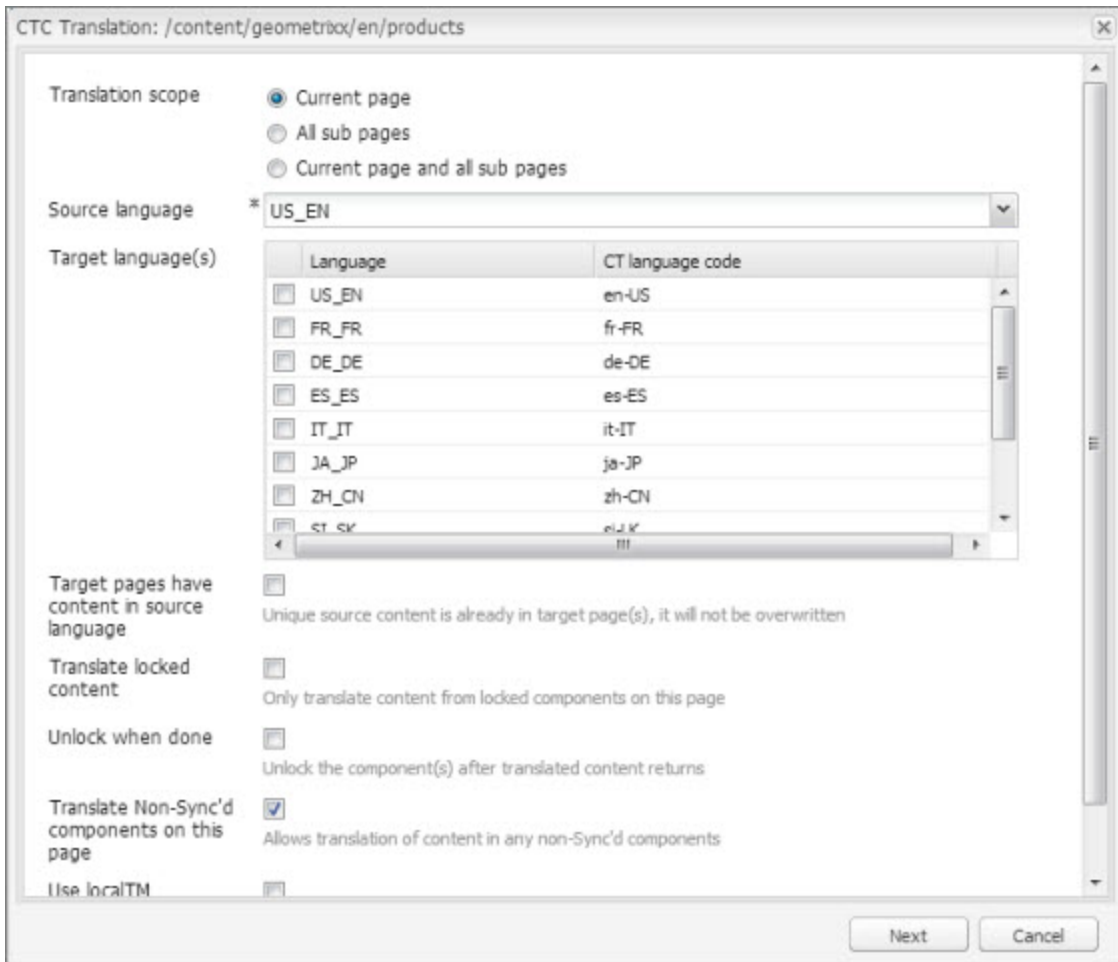 CTC Translation: /content/geometrixx/en/products
Translation scope
Current page
All sub pages
Current page and all sub pages
Source language * US_EN
Target language(s)
Language CT language code
US_EN en-US
FR_FR fr-FR
DE_DE de-DE
ES_ES es-ES
IT_IT it-IT
JA_JP ja-JP
ZH_CN zh-CN
SI_SK si-LK
Target pages have
content in source
language
Unique source content is already in target page(s), it will not be overwritten
Translate locked
content
Only translate content from locked components on this page
Unlock when done
Unlock the component(s) after translated content returns
Translate Non-Sync'd
components on this
page
Allows translation of content in any non-Sync'd components
Use localTM
Next Cancel